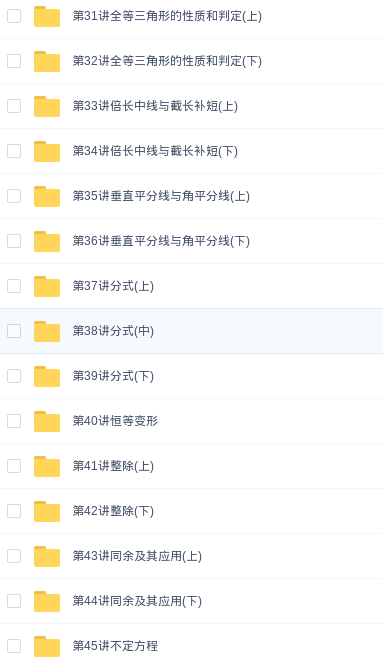 第31讲全等三角形的性质和判定(上)
第32讲全等三角形的性质和判定(下)
第33讲倍长中线与截长补短(上)
第34讲倍长中线与截长补短(下)
第35讲垂直平分线与角平分线(上)
第36讲垂直平分线与角平分线(下)
第37讲分式(上)
第38讲分式(中)
第39讲分式(下)
第40讲恒等变形
第41讲整除(上)
第42讲整除(下)
第43讲同余及其应用(上)
第44讲同余及其应用(下)
第45讲不定方程